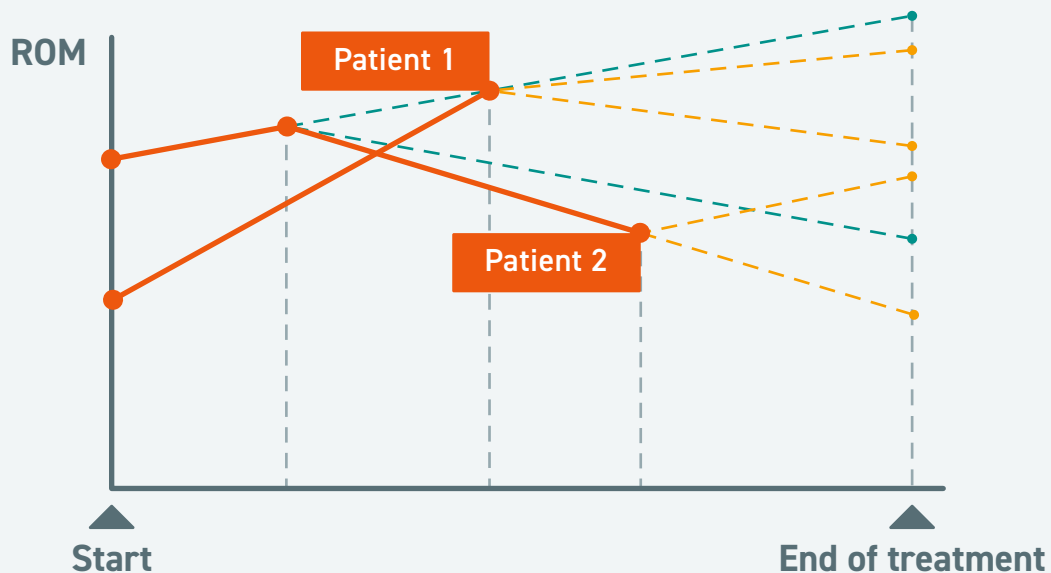 ROM
Patient 1
Patient 2
Start
End of treatment